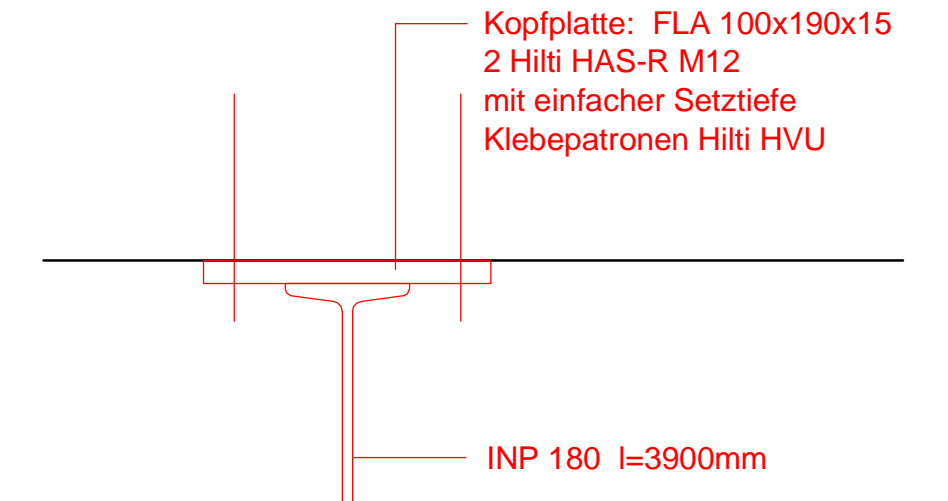 Kopfplatte: FLA 100x190x15
2 Hilti HAS-R M12
mit einfacher Setztiefe
Klebepatronen Hilti HVU
INP 180 l=3900mm